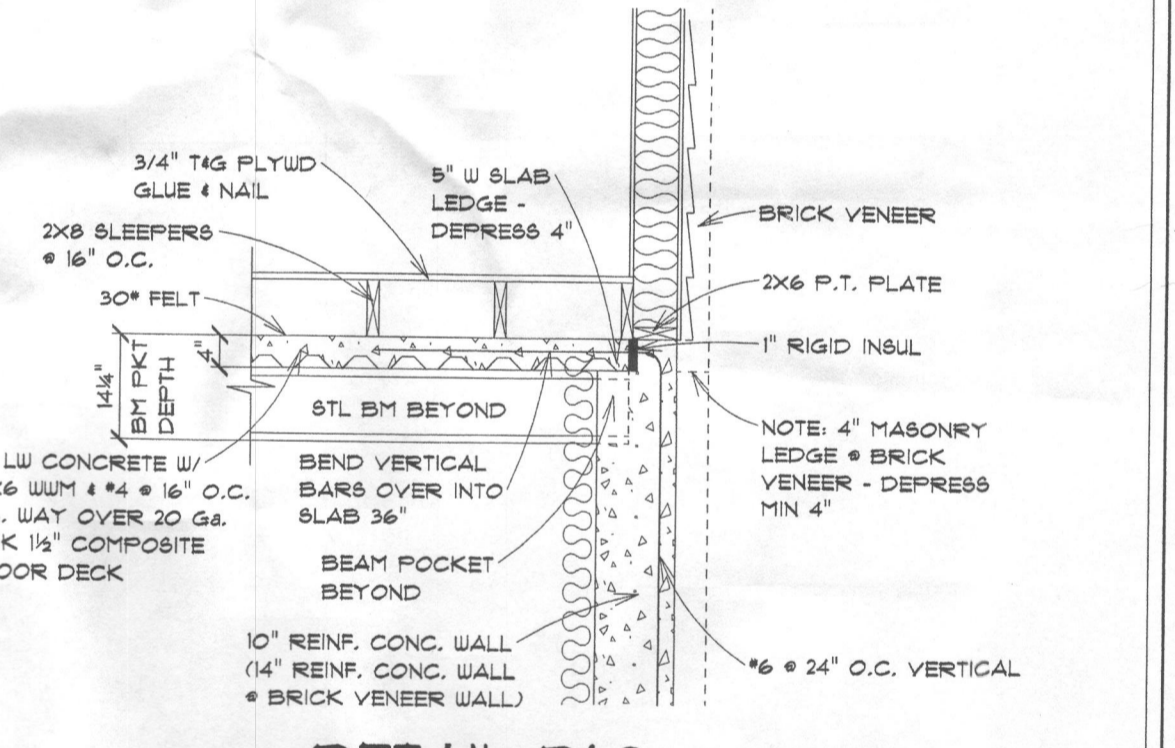 3/4" T&G PLYWD
GLUE & NAIL
2X8 SLEEPERS
@ 16" O.C.
30# FELT
5" W SLAB
LEDGE -
DEPRESS 4"
BRICK VENEER
2X6 P.T. PLATE
1" RIGID INSUL
NOTE: 4" MASONRY
LEDGE @ BRICK
VENEER - DEPRESS
MIN 4"
14¼"
BM PKT
DEPTH
4"
STL BM BEYOND
LW CONCRETE W/
X6 WWM & #4 @ 16" O.C.
. WAY OVER 20 Ga.
K 1½" COMPOSITE
OOR DECK
BEND VERTICAL
BARS OVER INTO
SLAB 36"
BEAM POCKET
BEYOND
10" REINF. CONC. WALL
(14" REINF. CONC. WALL
@ BRICK VENEER WALL)
#6 @ 24" O.C. VERTICAL